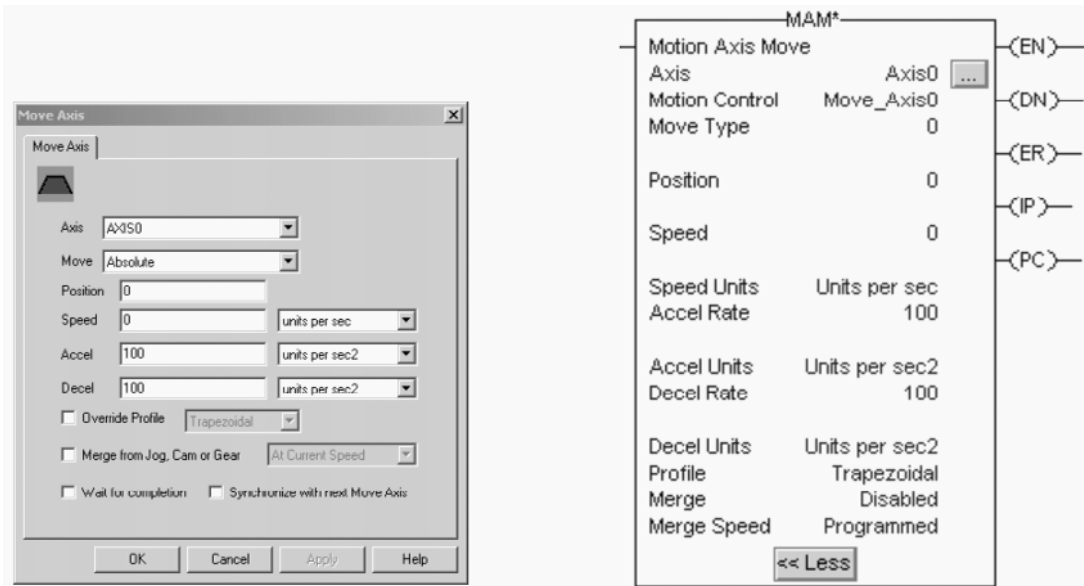 Move Axis
Move Axis
Axis AXIS0
Move Absolute
Position 0
Speed 0 units per sec
Accel 100 units per sec2
Decel 100 units per sec2
Override Profile Trapezoidal
Merge from Jog, Cam or Gear At Current Speed
Wait for completion Synchronize with next Move Axis
OK Cancel Apply Help
MAM*
Motion Axis Move (EN)
Axis Axis0 ...
Motion Control Move_Axis0 (DN)
Move Type 0
(ER)
Position 0
(IP)
Speed 0
(PC)
Speed Units Units per sec
Accel Rate 100
Accel Units Units per sec2
Decel Rate 100
Decel Units Units per sec2
Profile Trapezoidal
Merge Disabled
Merge Speed Programmed
<< Less